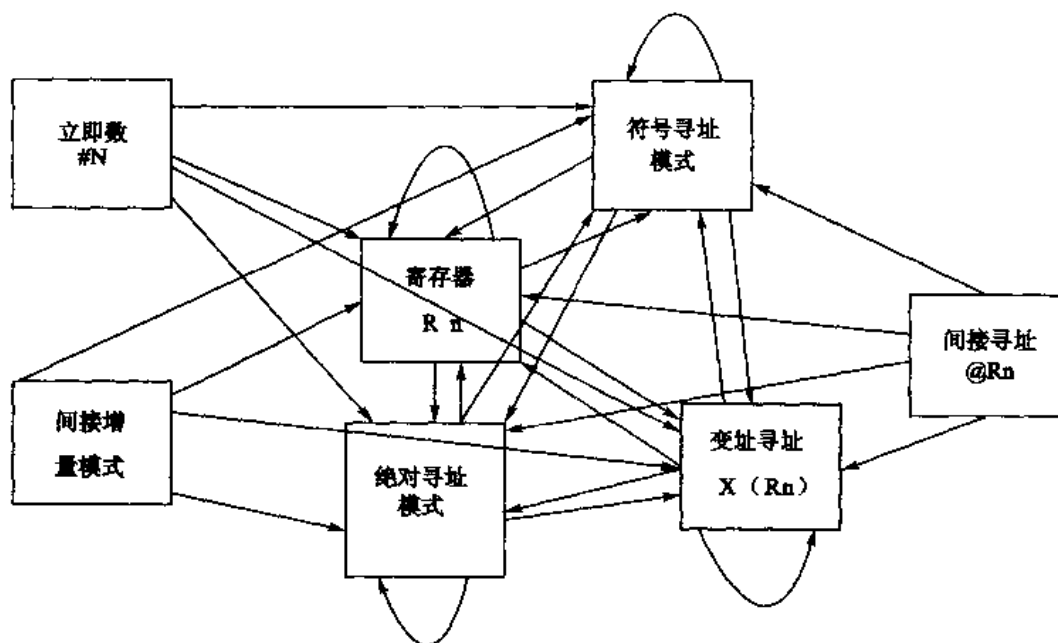 立即数
#N
符号寻址
模式
寄存器
R n
间接寻址
@Rn
间接增
量模式
绝对寻址
模式
变址寻址
X（Rn）